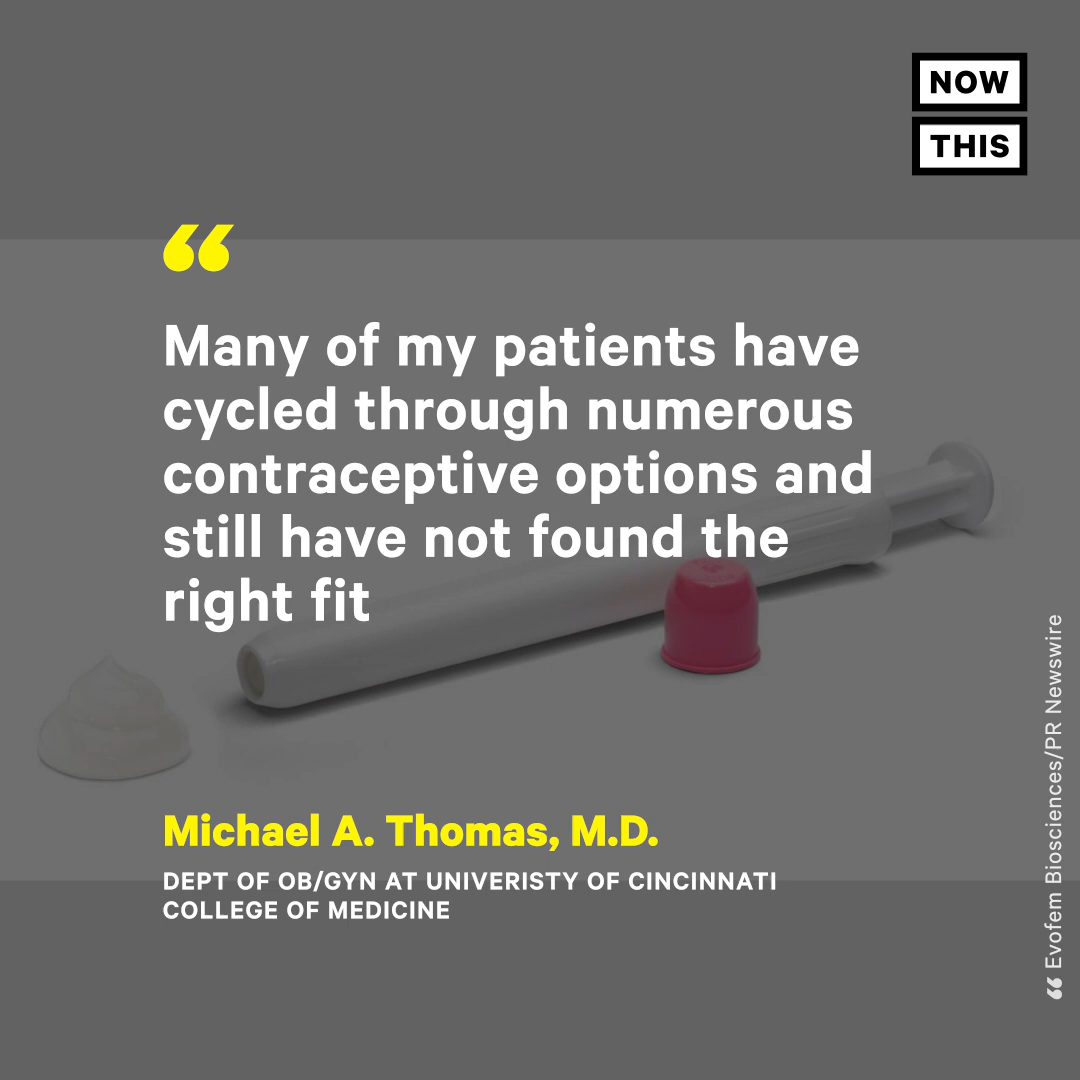 NOW
THIS
“
Many of my patients have
cycled through numerous
contraceptive options and
still have not found the
right fit
Michael A. Thomas, M.D.
DEPT OF OB/GYN AT UNIVERISTY OF CINCINNATI
COLLEGE OF MEDICINE
“ Evofem Biosciences/PR Newswire